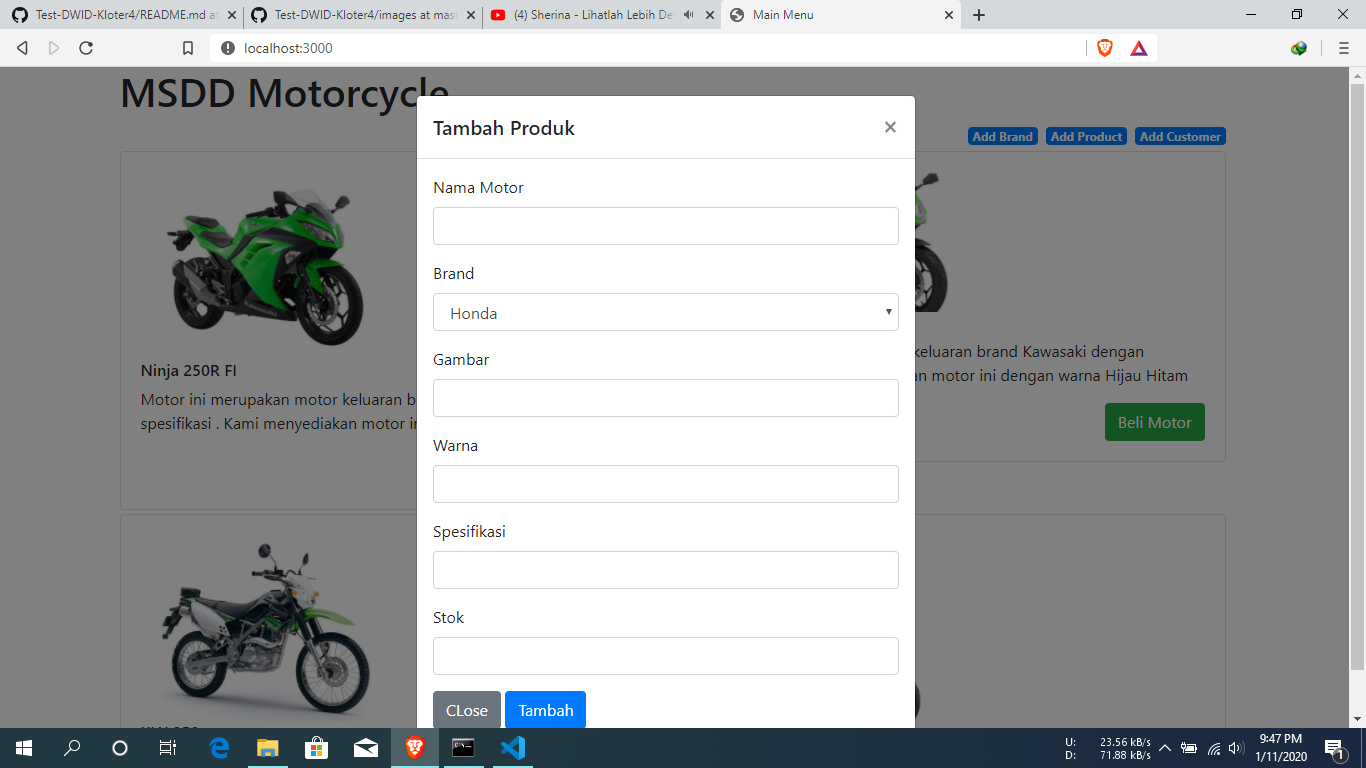 Test-DWID-Kloter4/README.md at
Test-DWID-Kloter4/images at mast
(4) Sherina - Lihatlah Lebih De
Main Menu
localhost:3000
MSDD Motorcycle
Add Brand Add Product Add Customer
Tambah Produk
Nama Motor
Brand
Honda
Gambar
Warna
Spesifikasi
Stok
CLose Tambah
Ninja 250R FI
Motor ini merupakan motor keluaran b
spesifikasi . Kami menyediakan motor in
keluaran brand Kawasaki dengan
an motor ini dengan warna Hijau Hitam
Beli Motor
U: 23.56 kB/s
D: 71.88 kB/s
9:47 PM
1/11/2020
1